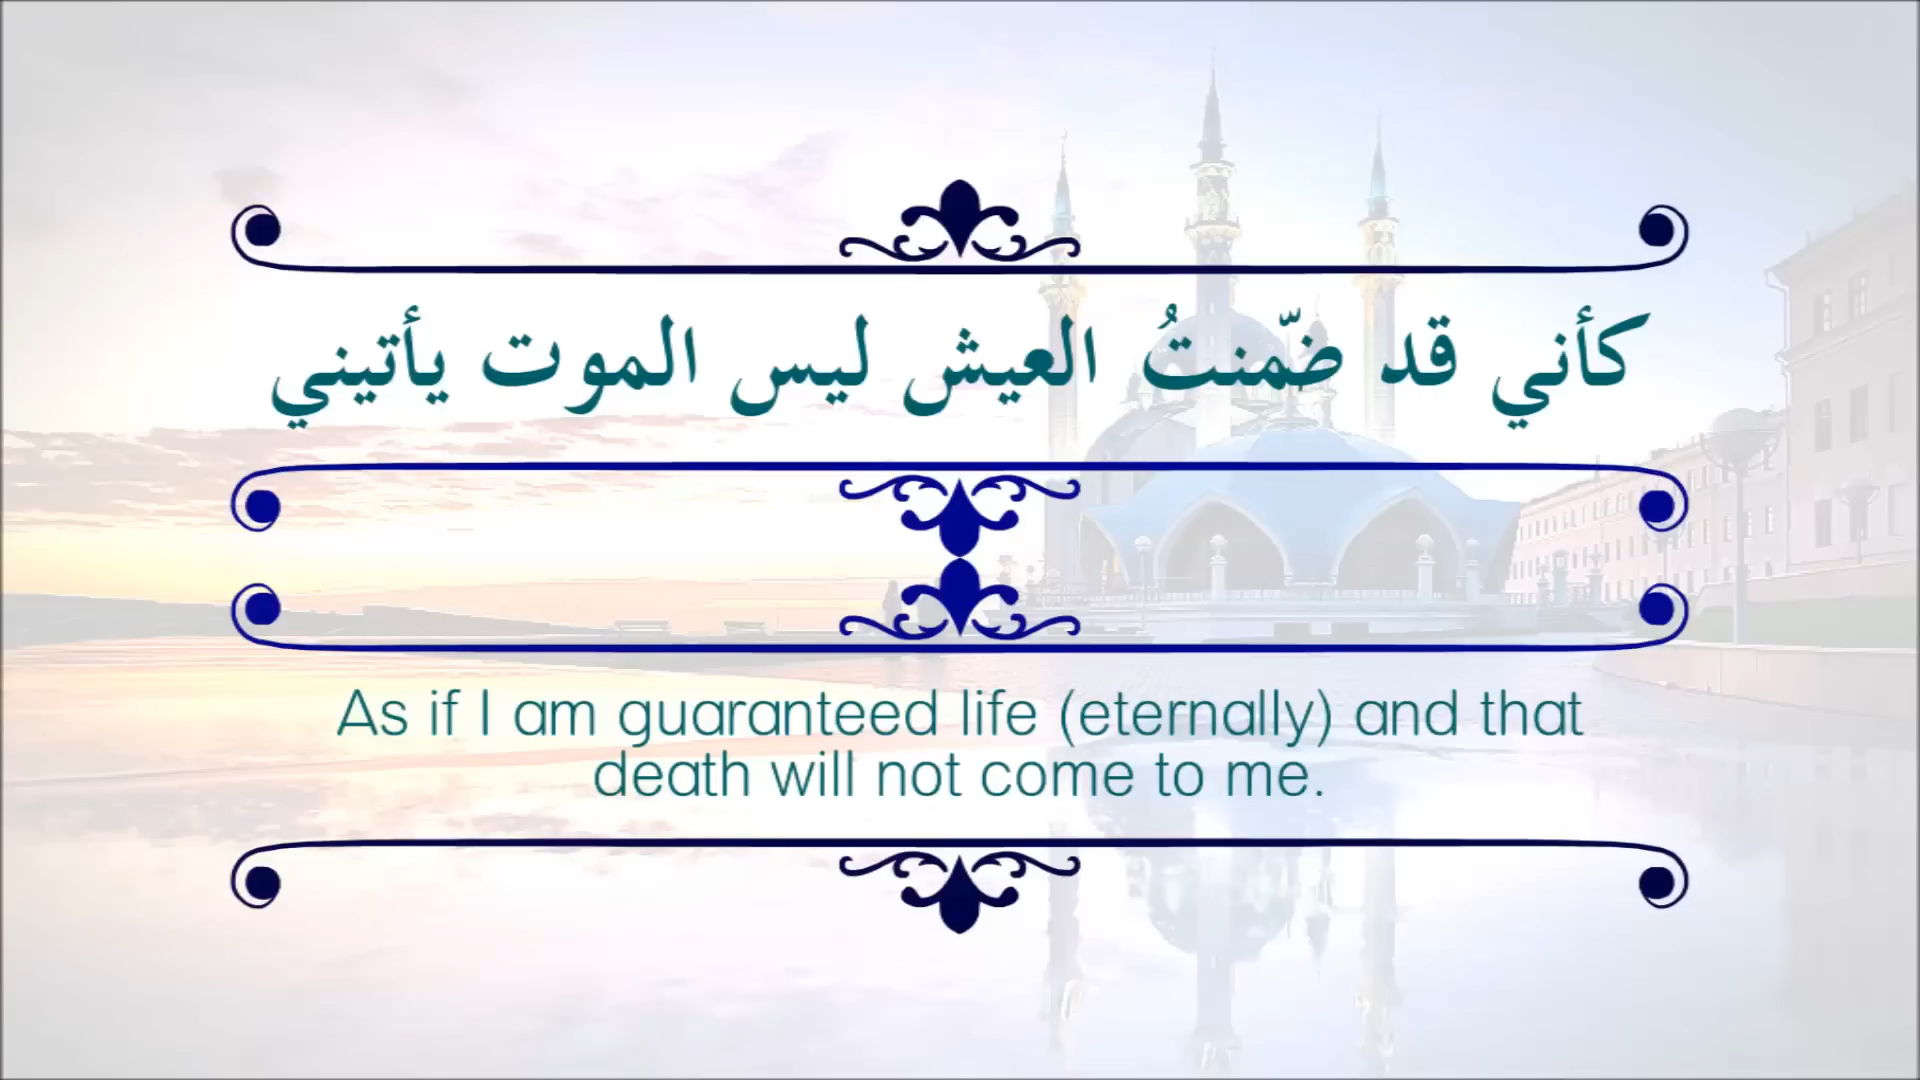 كأني قد ضّمنتُ العيش ليس الموت يأتيني
As if I am guaranteed life (eternally) and that
death will not come to me.